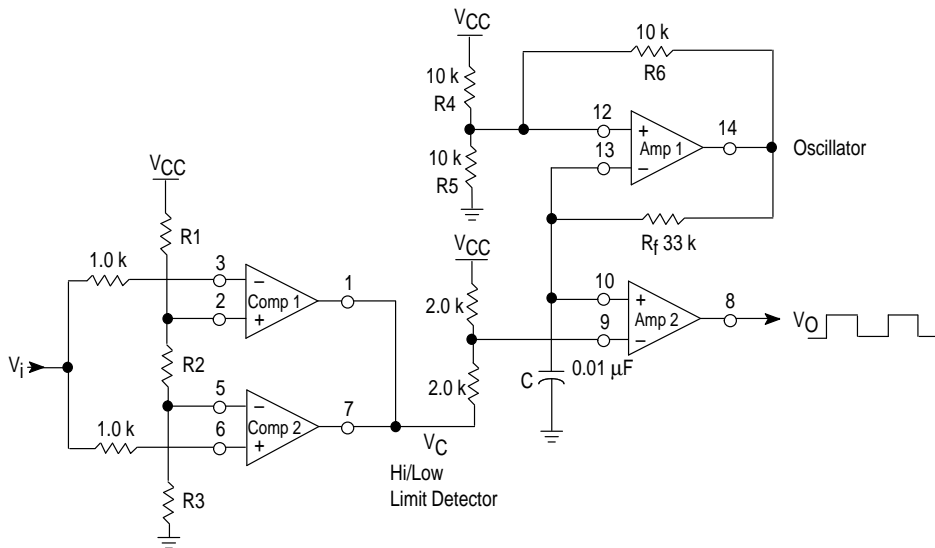 VCC
10 k
R4
10 k
R6
12
+
13
−
Amp 1
14
Oscillator
10 k
R5
Rf 33 k
VCC
R1
1.0 k
3
−
2
+
Comp 1
1
Vi
R2
5
−
6
+
Comp 2
7
1.0 k
R3
VC
Hi/Low
Limit Detector
VCC
2.0 k
2.0 k
10
+
9
−
Amp 2
8
VO
C
0.01 μF